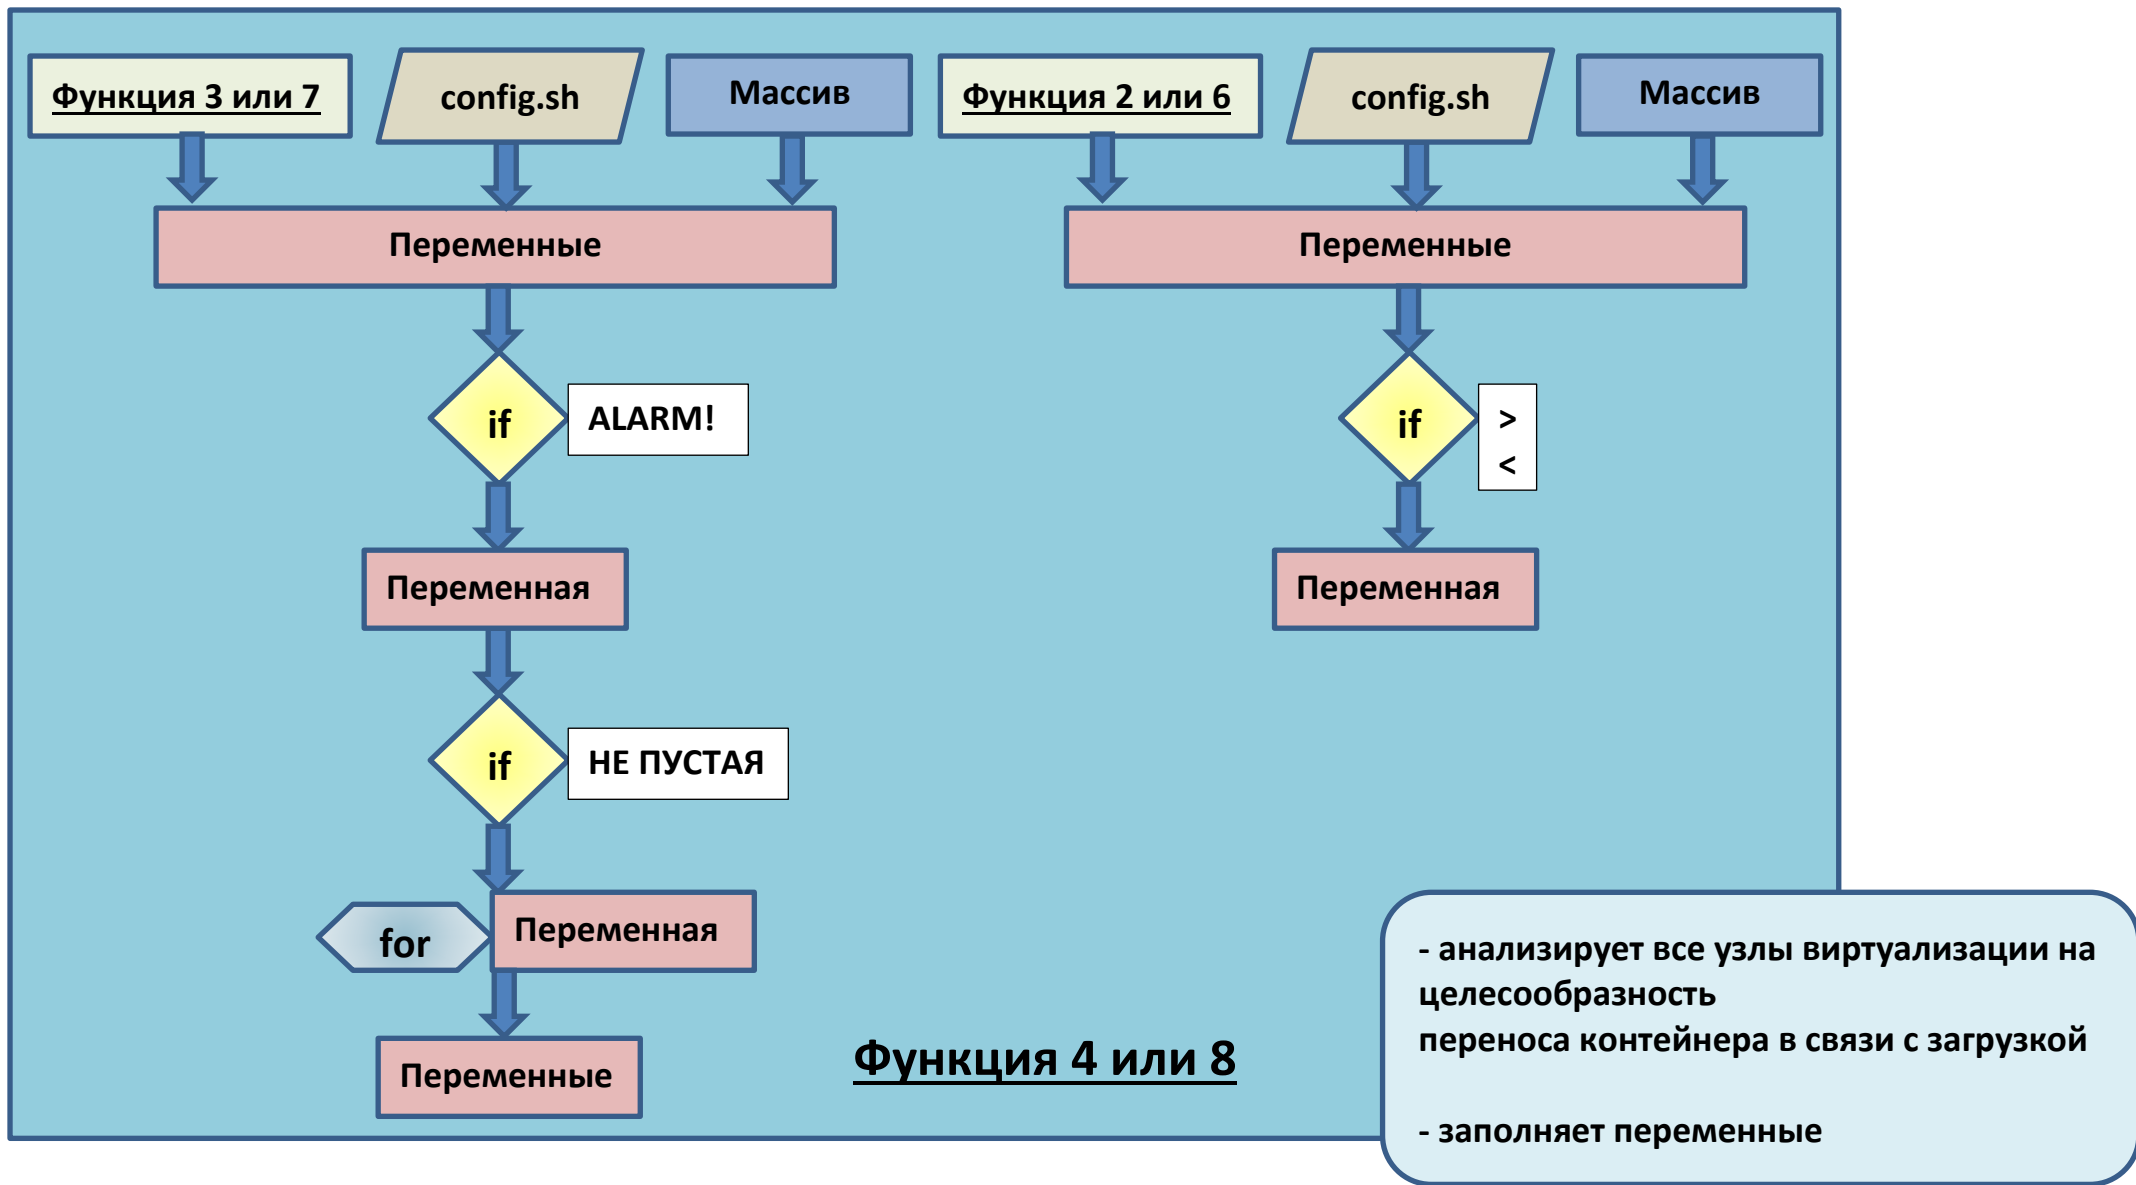 Функция 3 или 7
config.sh
Массив
Функция 2 или 6
config.sh
Массив
Переменные
Переменные
if
ALARM!
if
>
<
Переменная
Переменная
if
НЕ ПУСТАЯ
for
Переменная
Переменные
Функция 4 или 8
- анализирует все узлы виртуализации на
целесообразность
переноса контейнера в связи с загрузкой
- заполняет переменные